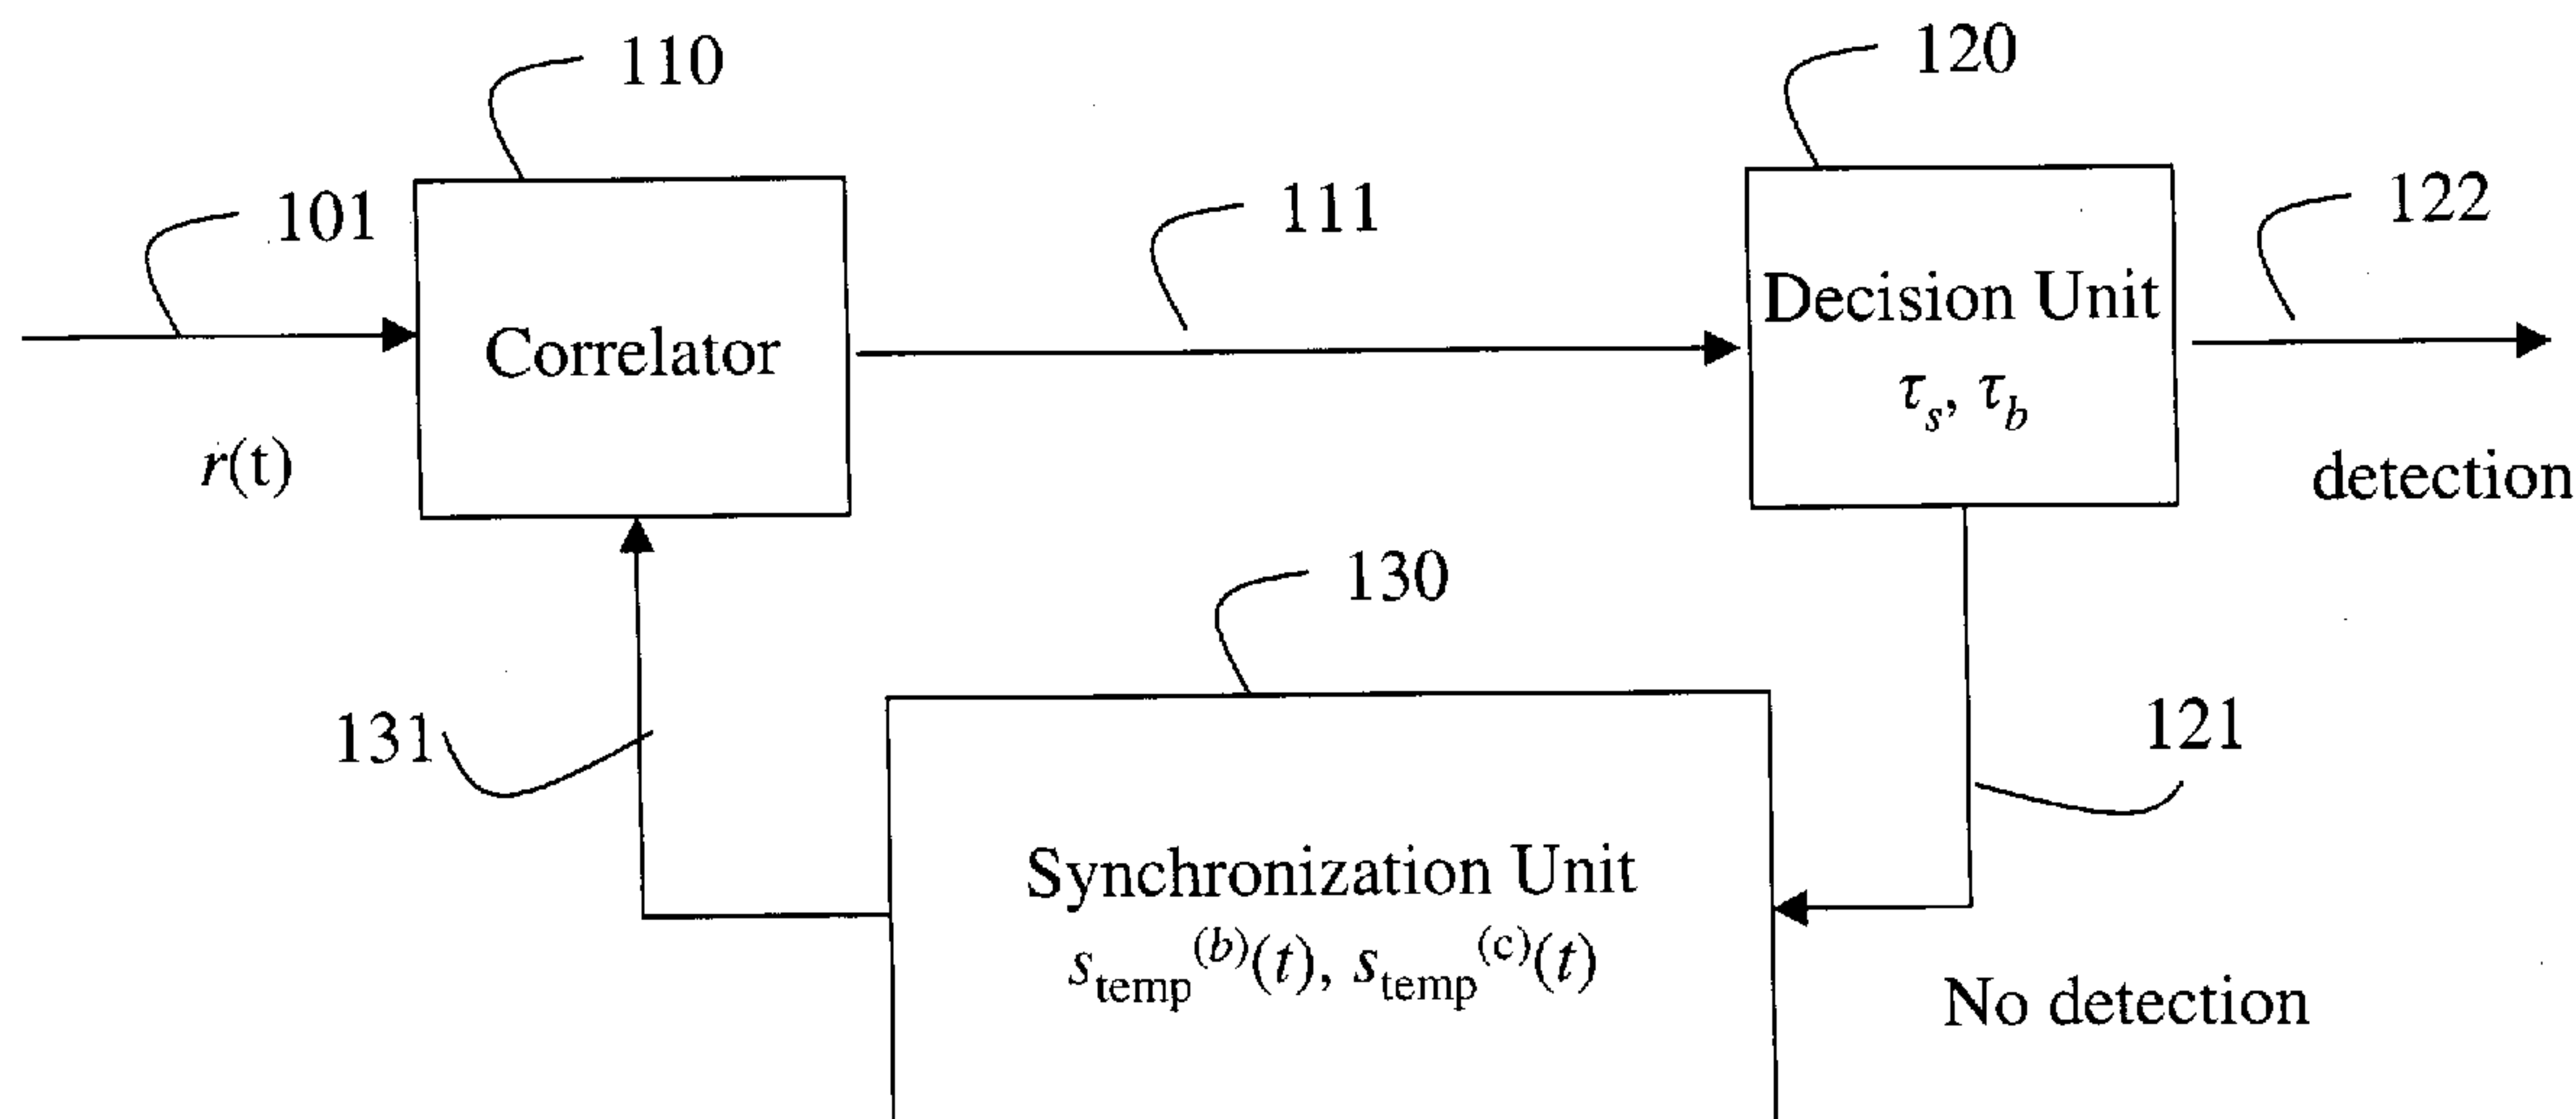 110
120
101
111
122
Correlator
Decision Unit
τs, τb
r(t)
detection
130
131
121
Synchronization Unit
stemp(b)(t), stemp(c)(t)
No detection